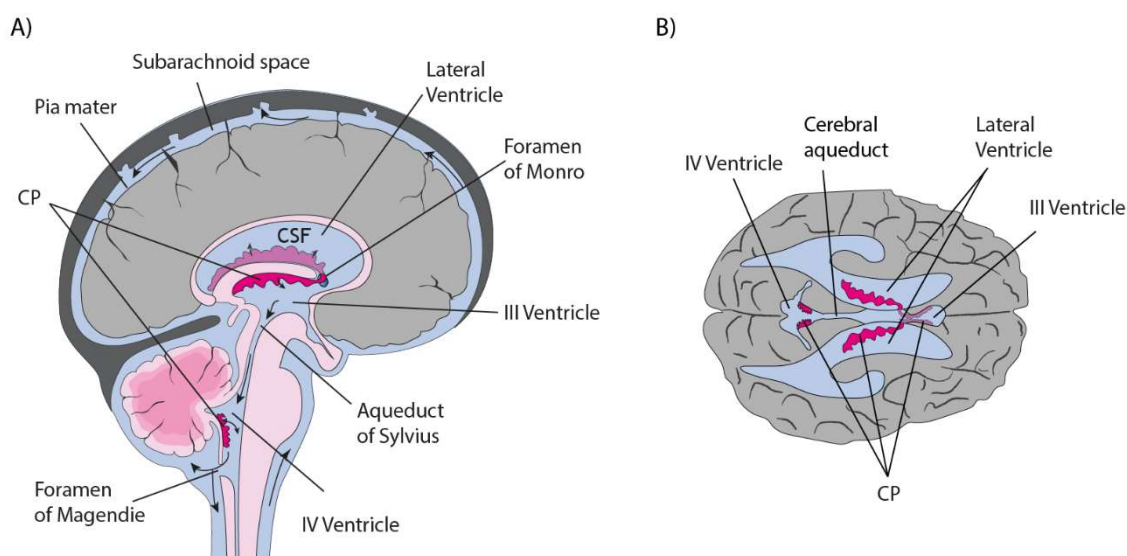 A)
Subarachnoid space
Pia mater
Lateral
Ventricle
Foramen
of Monro
CP
CSF
III Ventricle
Aqueduct
of Sylvius
Foramen
of Magendie
IV Ventricle
B)
Cerebral
aqueduct
Lateral
Ventricle
IV Ventricle
III Ventricle
CP